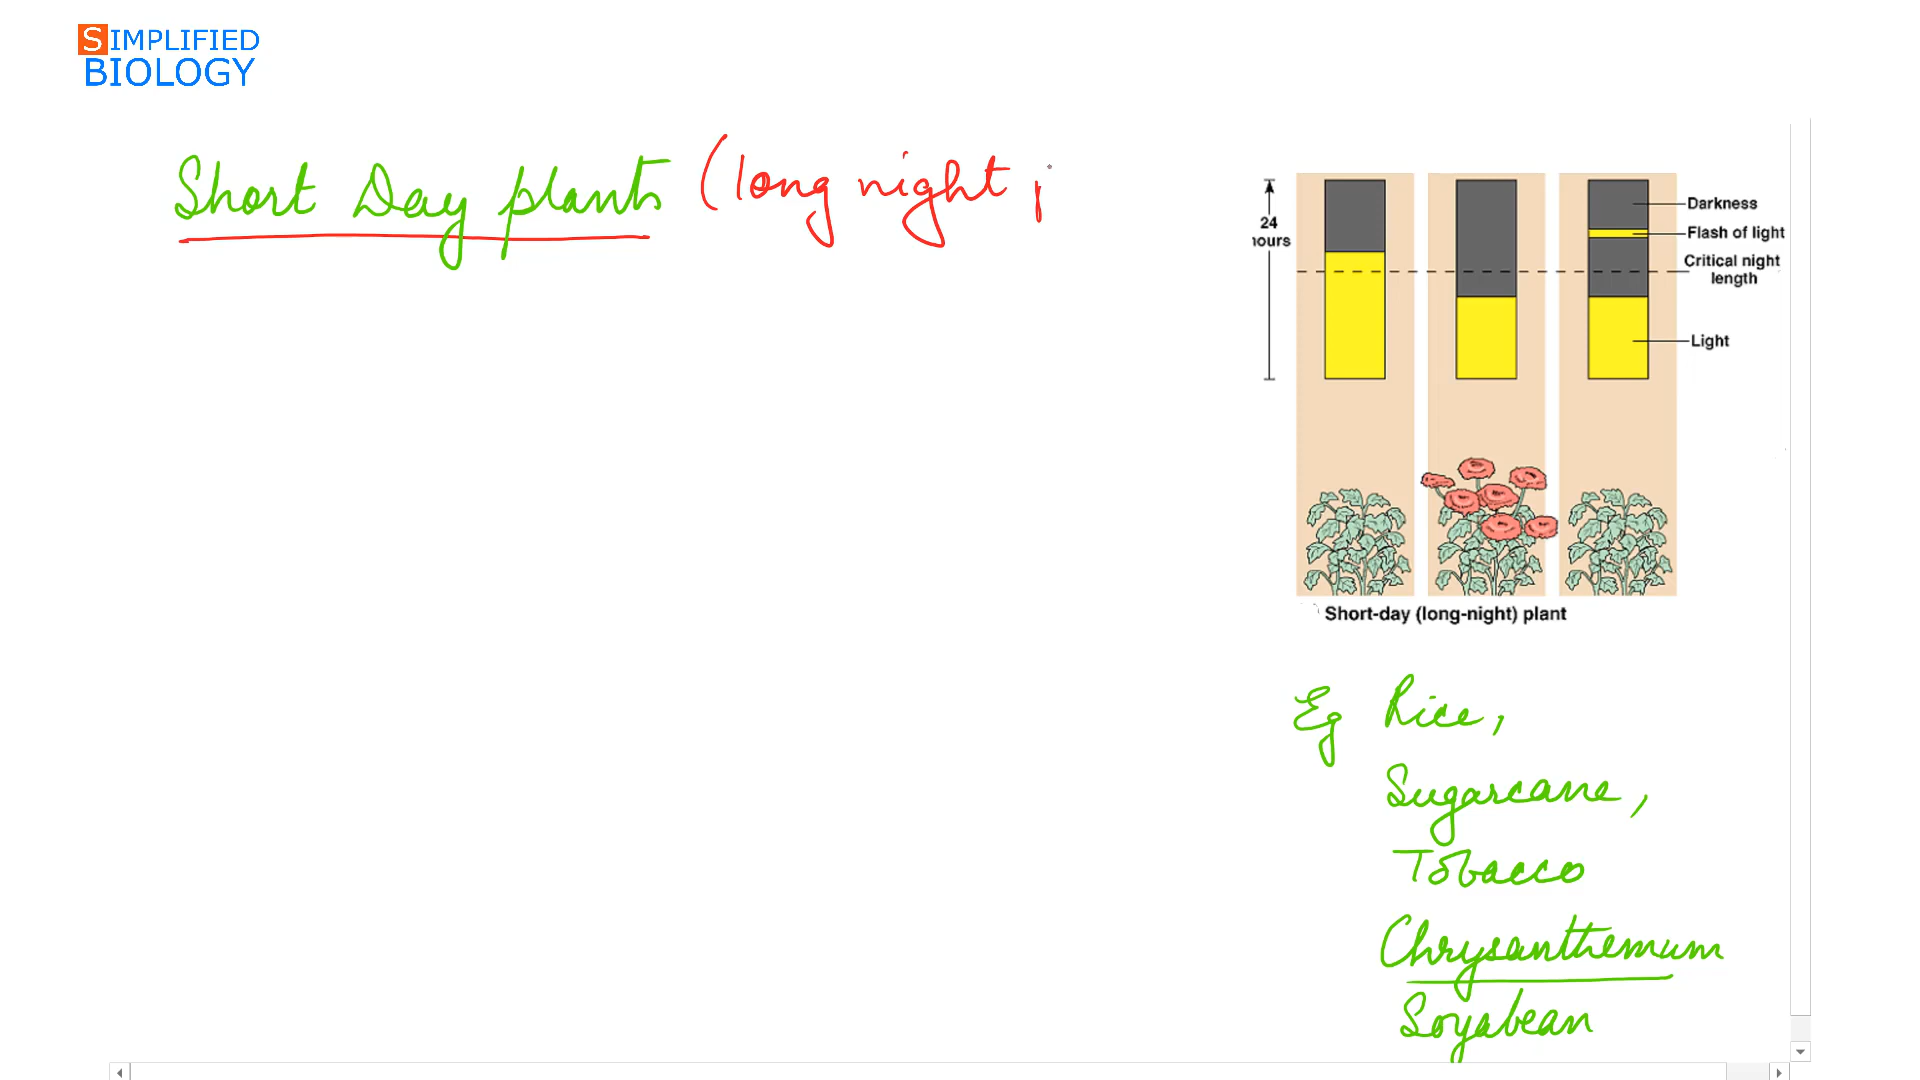 SIMPLIFIED
BIOLOGY
Short Day plants (long night p
24
hours
Darkness
Flash of light
Critical night
length
Light
Short-day (long-night) plant
Eg Rice,
Sugarcane,
Tobacco
Chrysanthemum
Soyabean